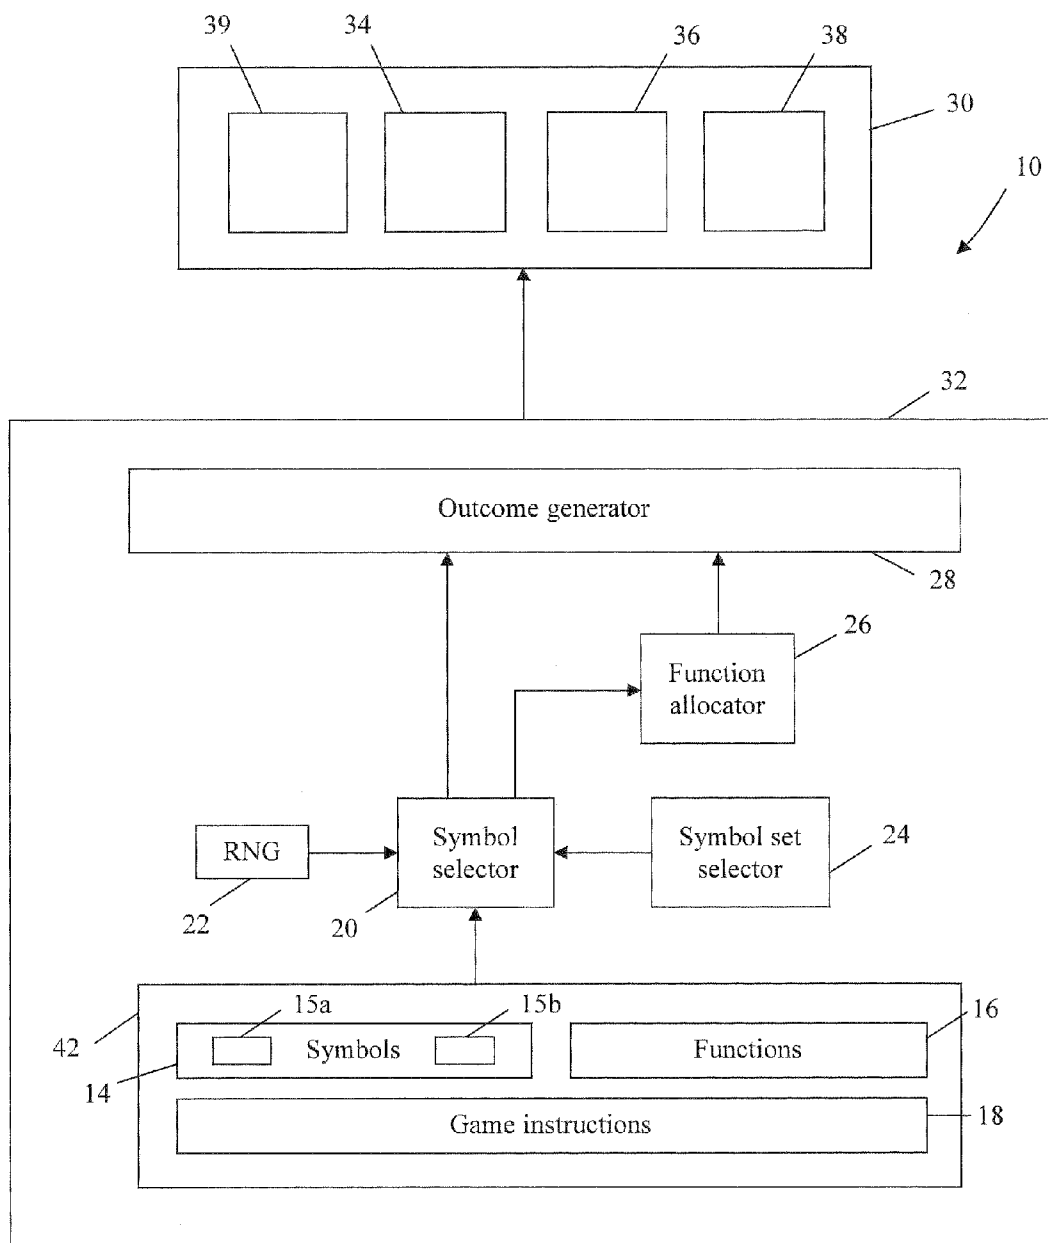 39
34
36
38
30
10
32
Outcome generator
28
26
Function
allocator
RNG
22
Symbol
selector
20
Symbol set
selector
24
42
15a
15b
16
14
Symbols
Functions
Game instructions
18